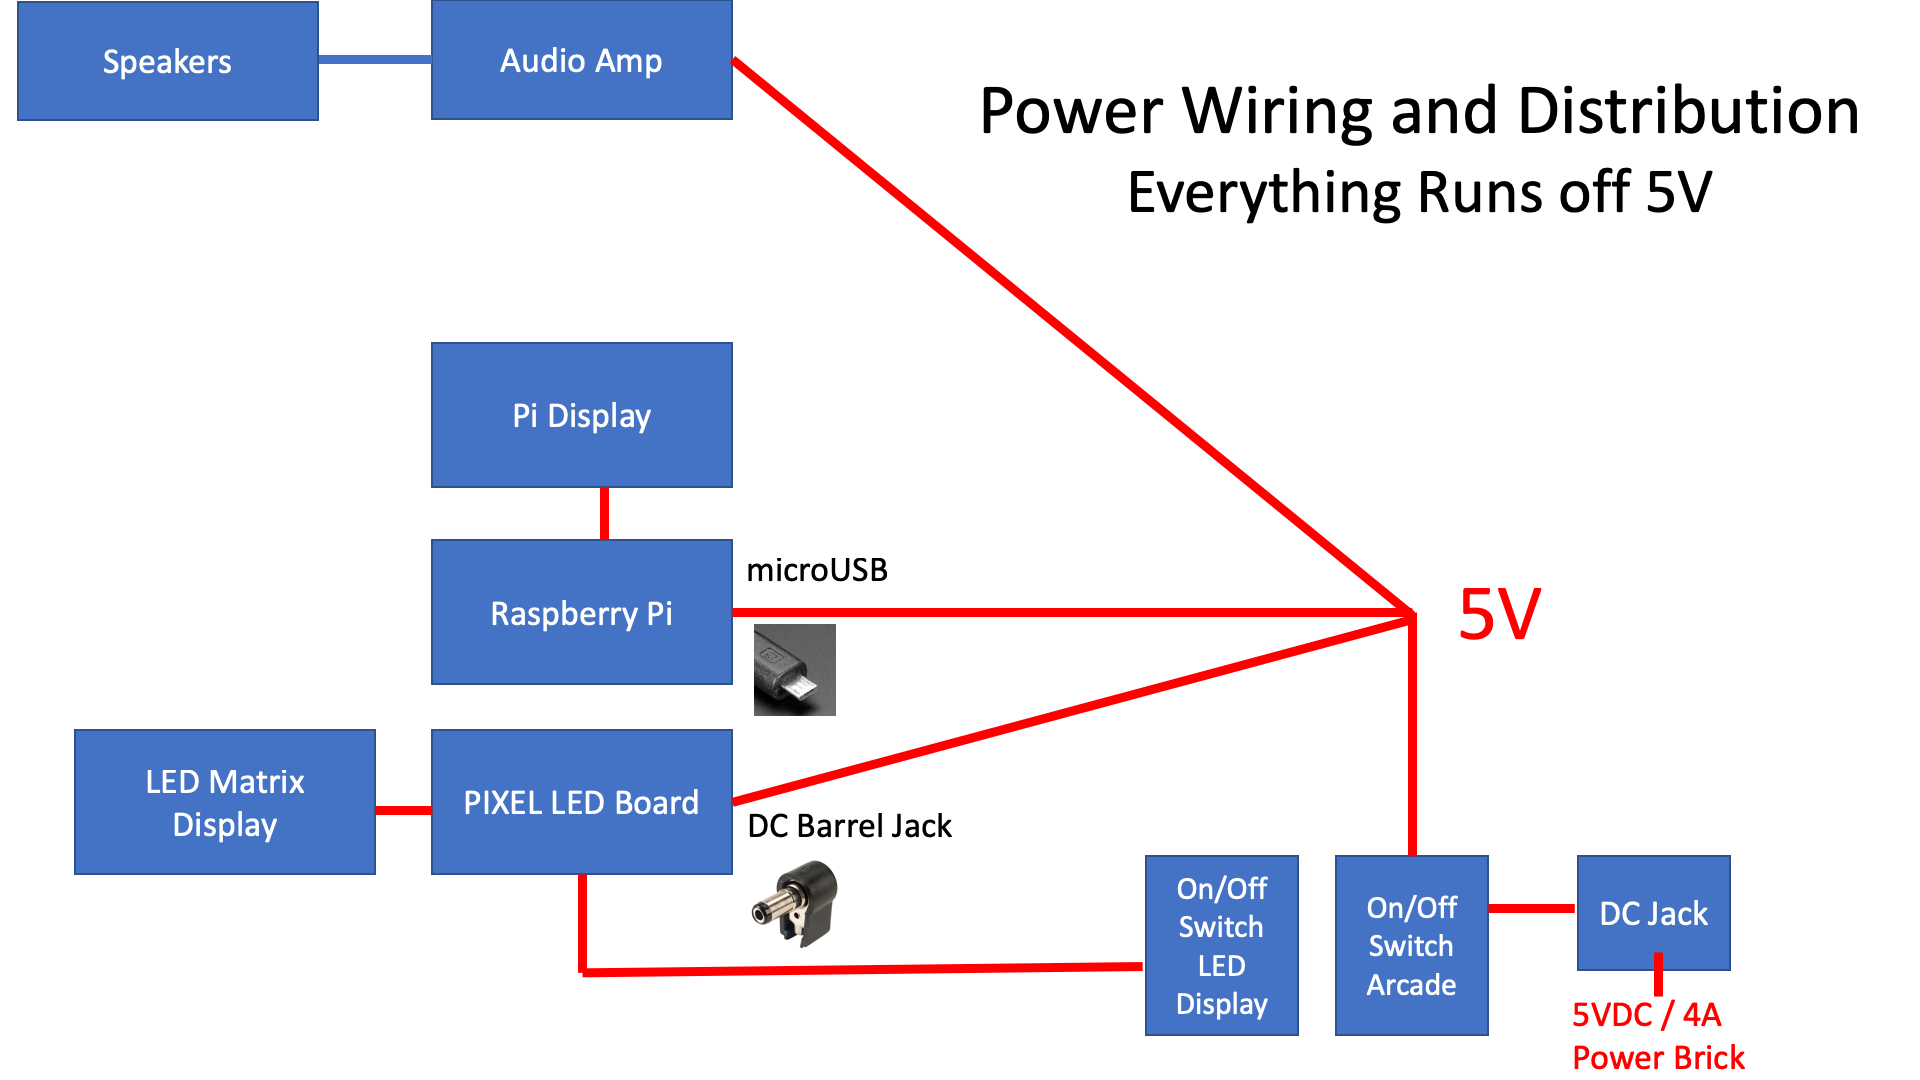 Speakers
Audio Amp
Power Wiring and Distribution
Everything Runs off 5V
Pi Display
microUSB
Raspberry Pi
5V
LED Matrix
Display
PIXEL LED Board
DC Barrel Jack
On/Off
Switch
LED
Display
On/Off
Switch
Arcade
DC Jack
5VDC / 4A
Power Brick